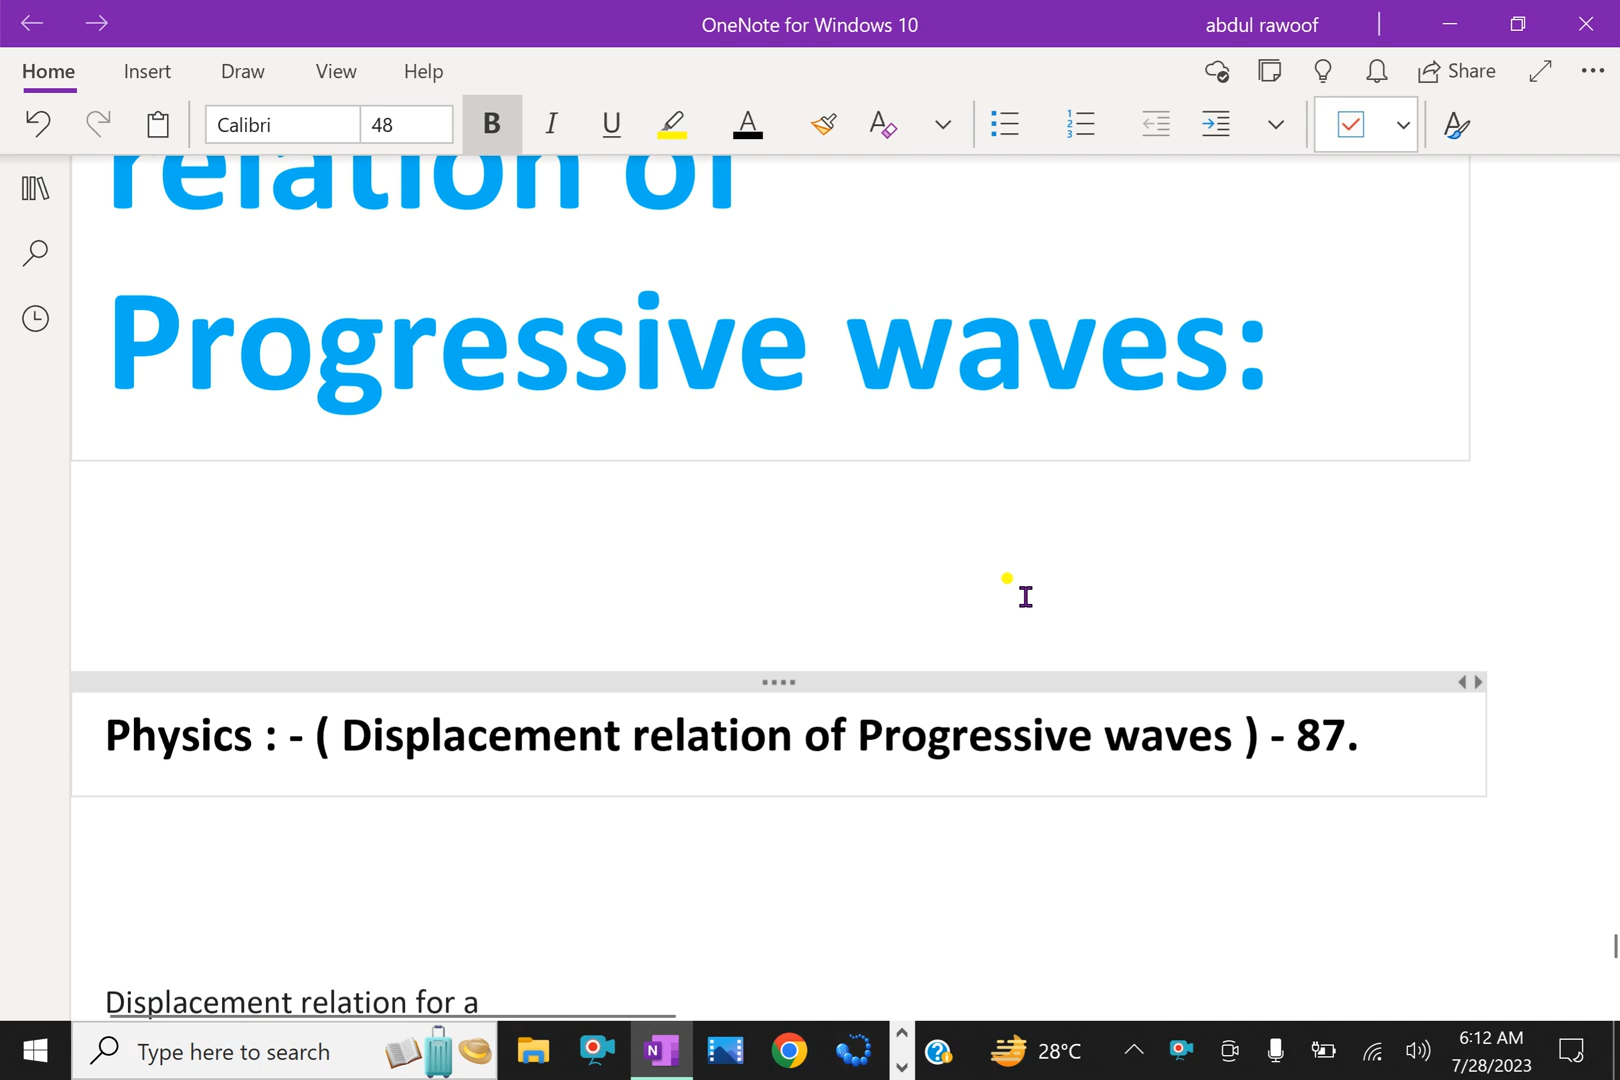 OneNote for Windows 10
abdul rawoof
Home Insert Draw View Help
Share
Calibri 48
B I U A A
relation of
Progressive waves:
Physics : - ( Displacement relation of Progressive waves ) - 87.
Displacement relation for a
Type here to search
N
28°C
6:12 AM
7/28/2023